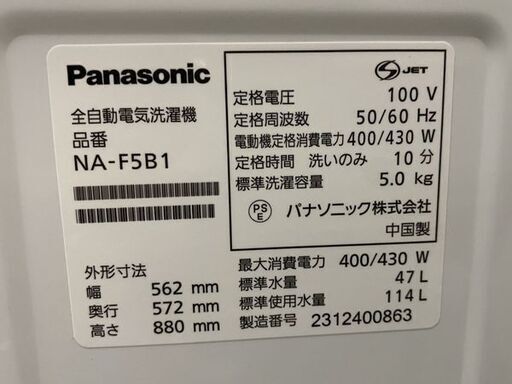 Panasonic
全自動電気洗濯機
品番
NA-F5B1
外形寸法
幅 562 mm
奥行 572 mm
高さ 880 mm
S JET
定格電圧 100 V
定格周波数 50/60 Hz
電動機定格消費電力 400/430 W
定格時間 洗いのみ 10 分
標準洗濯容量 5.0 kg
PS E パナソニック株式会社
中国製
最大消費電力 400/430 W
標準水量 47 L
標準使用水量 114 L
製造番号 2312400863